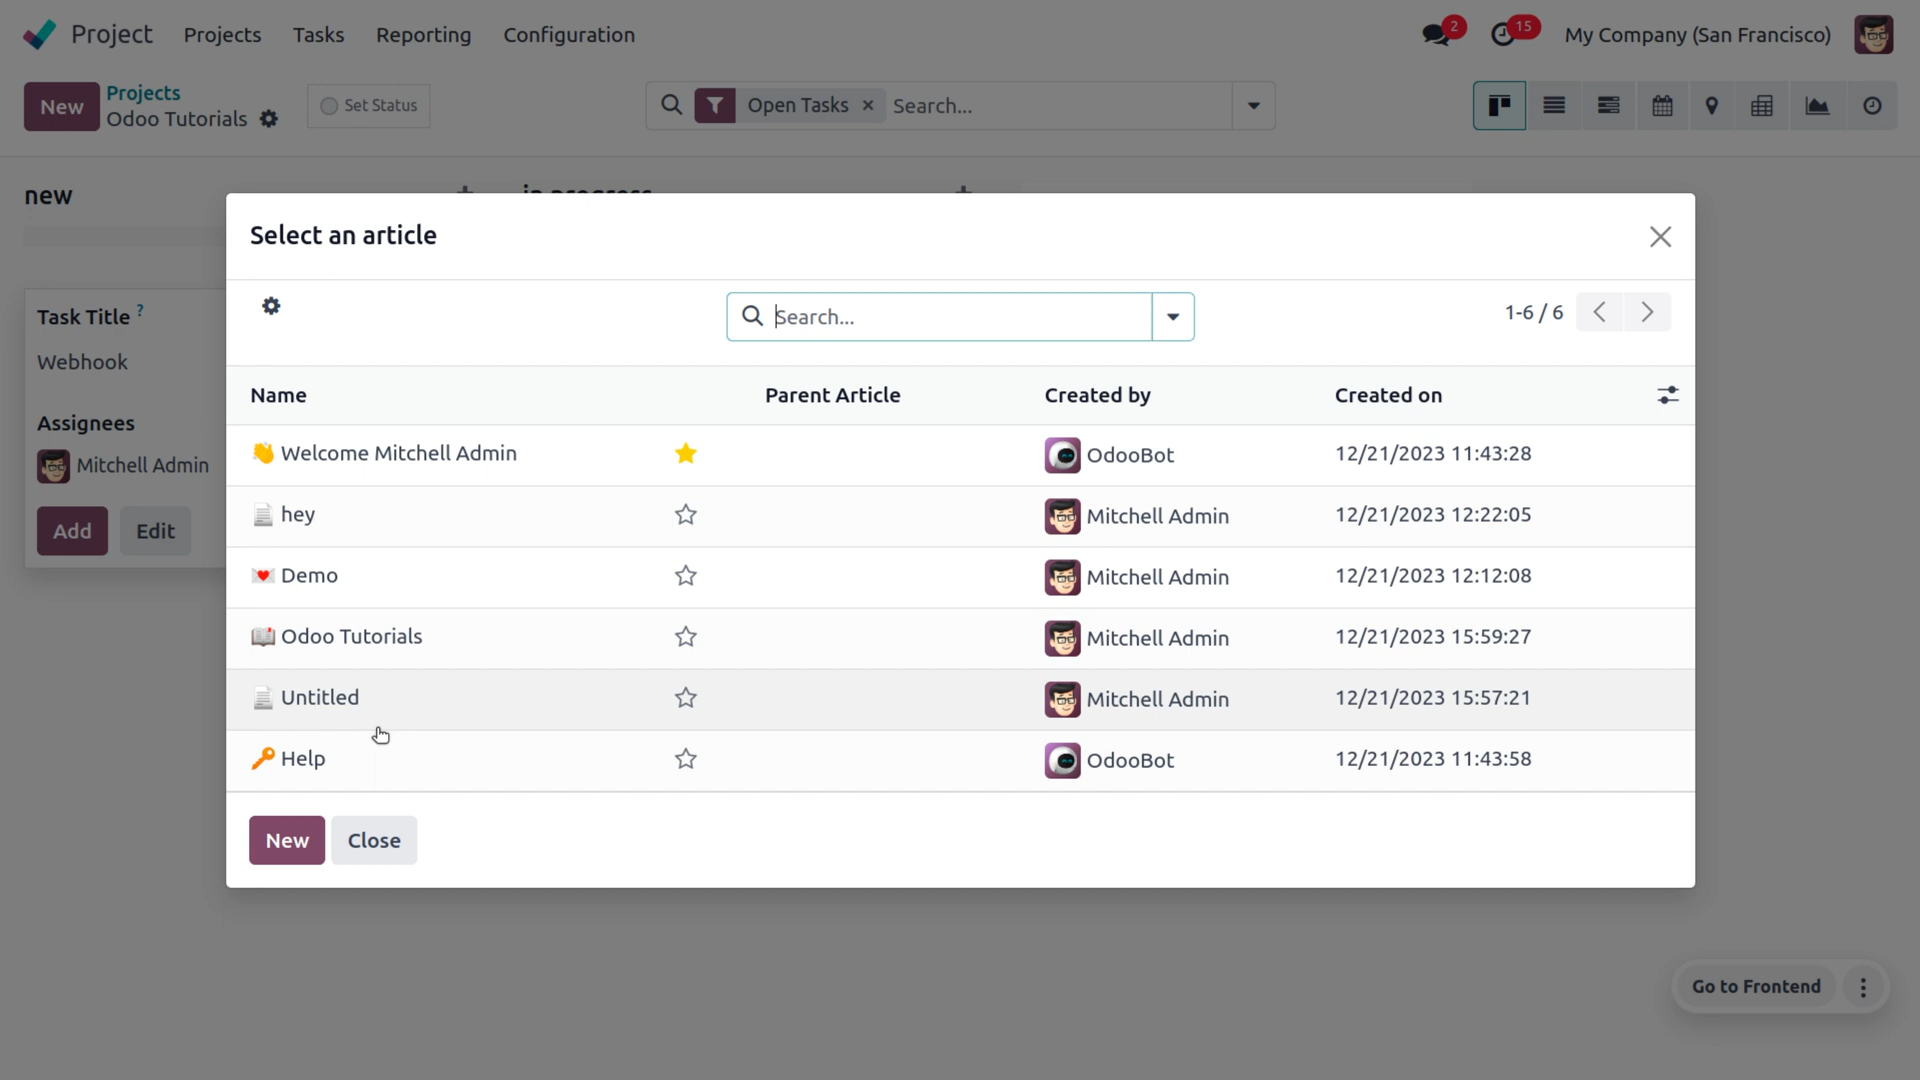 Project Projects Tasks Reporting Configuration 2 15 My Company (San Francisco)
New Projects
Odoo Tutorials Set Status Open Tasks × Search...
new in progress
Select an article
Search... 1-6 / 6
Name Parent Article Created by Created on
Welcome Mitchell Admin OdooBot 12/21/2023 11:43:28
hey Mitchell Admin 12/21/2023 12:22:05
Demo Mitchell Admin 12/21/2023 12:12:08
Odoo Tutorials Mitchell Admin 12/21/2023 15:59:27
Untitled Mitchell Admin 12/21/2023 15:57:21
Help OdooBot 12/21/2023 11:43:58
New Close
Task Title ?
Webhook
Assignees
Mitchell Admin
Add Edit
Go to Frontend